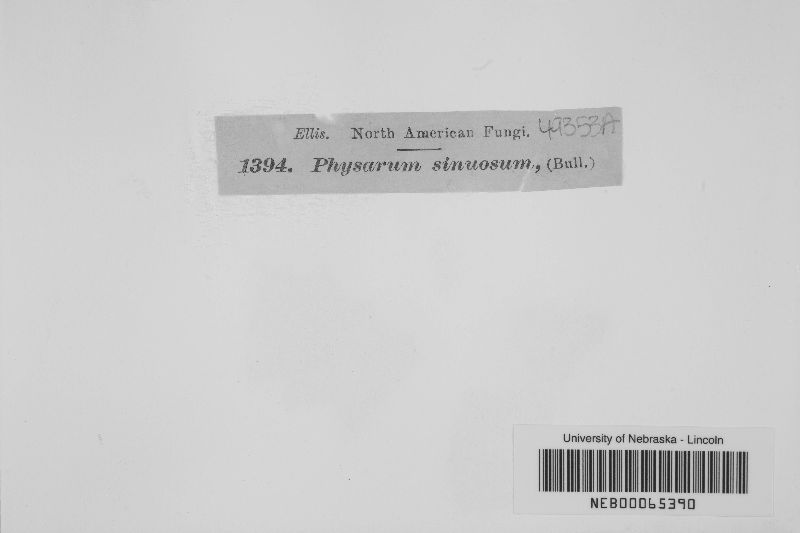 Ellis. North American Fungi. 49353A
1394. Physarum sinuosum, (Bull.)
University of Nebraska - Lincoln
NEB00065390